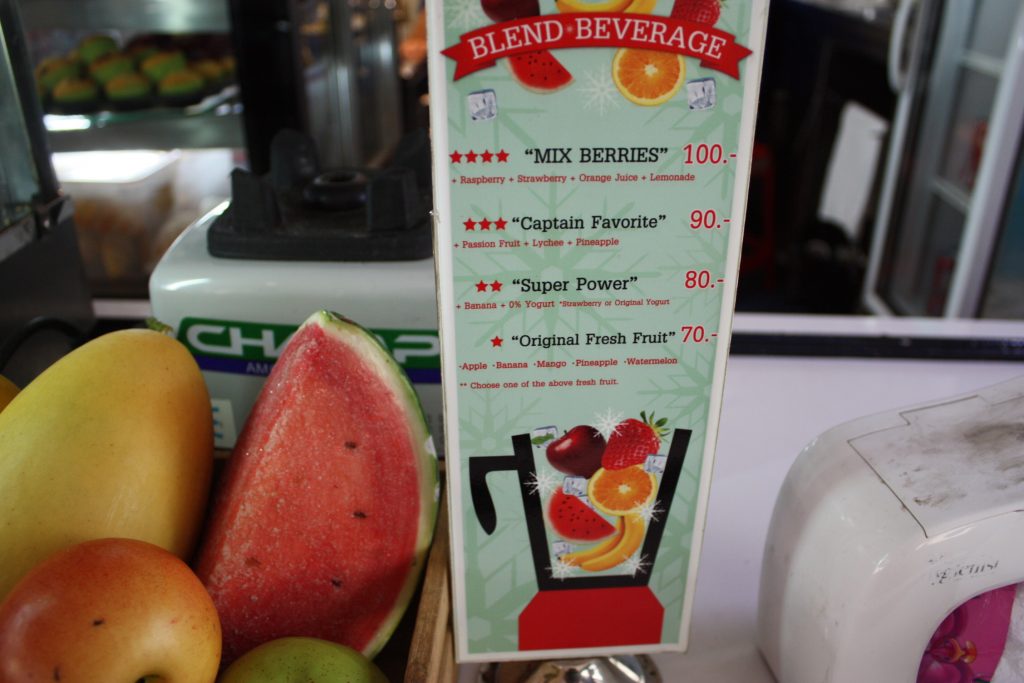 BLEND*BEVERAGE
★★★★ “MIX BERRIES” 100.-
+ Raspberry + Strawberry + Orange Juice + Lemonade
★★★ “Captain Favorite” 90.-
+ Passion Fruit + Lychee + Pineapple
★★ “Super Power” 80.-
+ Banana + 0% Yogurt *Strawberry or Original Yogurt
★ “Original Fresh Fruit” 70.-
·Apple ·Banana ·Mango ·Pineapple ·Watermelon
** Choose one of the above fresh fruit.